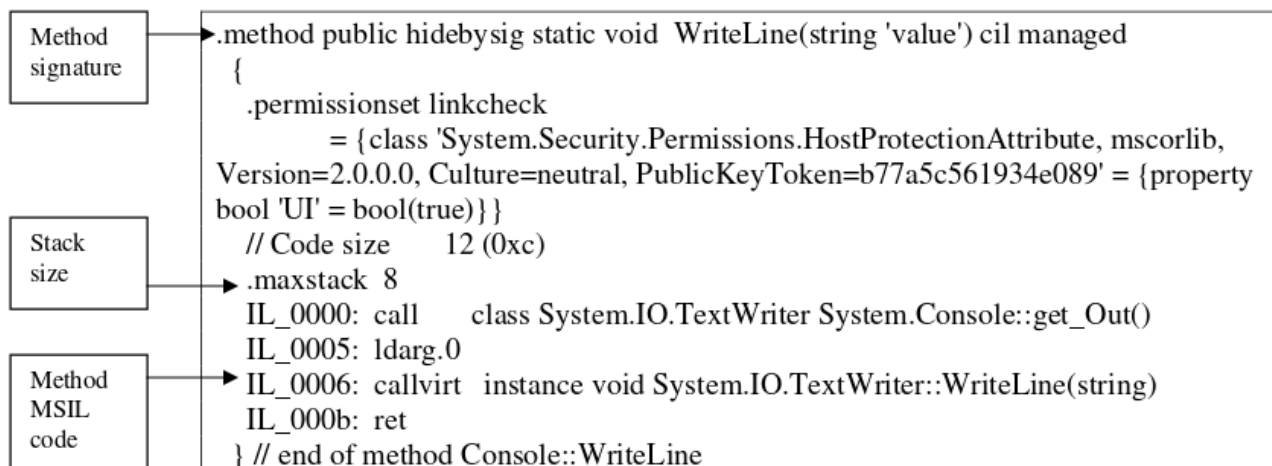 Method
signature
.method public hidebysig static void  WriteLine(string 'value') cil managed
{
.permissionset linkcheck
= {class 'System.Security.Permissions.HostProtectionAttribute, mscorlib,
Version=2.0.0.0, Culture=neutral, PublicKeyToken=b77a5c561934e089' = {property
bool 'UI' = bool(true)}}
Stack
size
// Code size       12 (0xc)
.maxstack  8
IL_0000:  call       class System.IO.TextWriter System.Console::get_Out()
IL_0005:  ldarg.0
Method
MSIL
code
IL_0006:  callvirt   instance void System.IO.TextWriter::WriteLine(string)
IL_000b:  ret
} // end of method Console::WriteLine